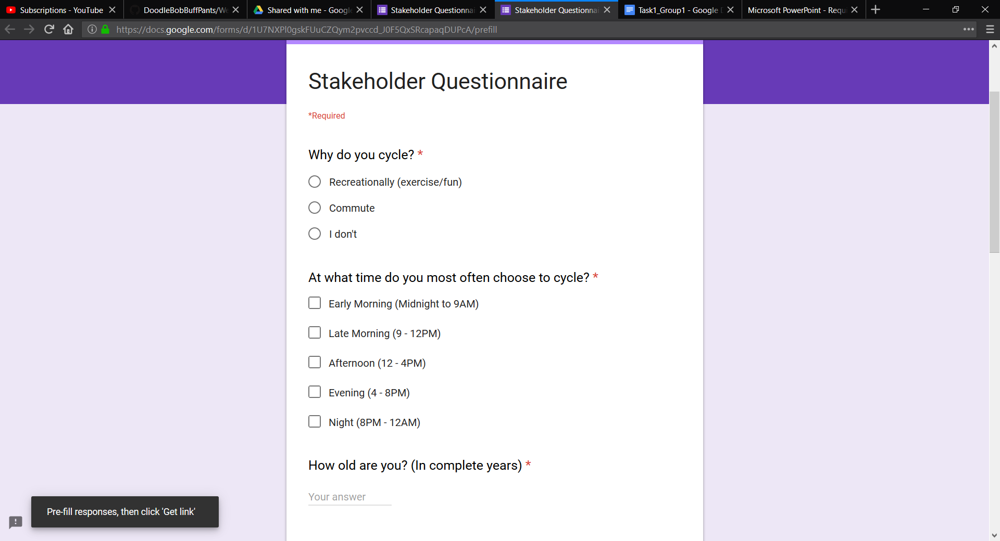 Subscriptions - YouTube
DoodleBobBuffPants/We
Shared with me - Google
Stakeholder Questionnai
Stakeholder Questionnai
Task1_Group1 - Google D
Microsoft PowerPoint - Requ
https://docs.google.com/forms/d/1U7NXPl0gskFUuCZQym2pvccd_J0F5QxSRcapaqDUPcA/prefill
Stakeholder Questionnaire
*Required
Why do you cycle? *
Recreationally (exercise/fun)
Commute
I don't
At what time do you most often choose to cycle? *
Early Morning (Midnight to 9AM)
Late Morning (9 - 12PM)
Afternoon (12 - 4PM)
Evening (4 - 8PM)
Night (8PM - 12AM)
How old are you? (In complete years) *
Your answer
Pre-fill responses, then click 'Get link'